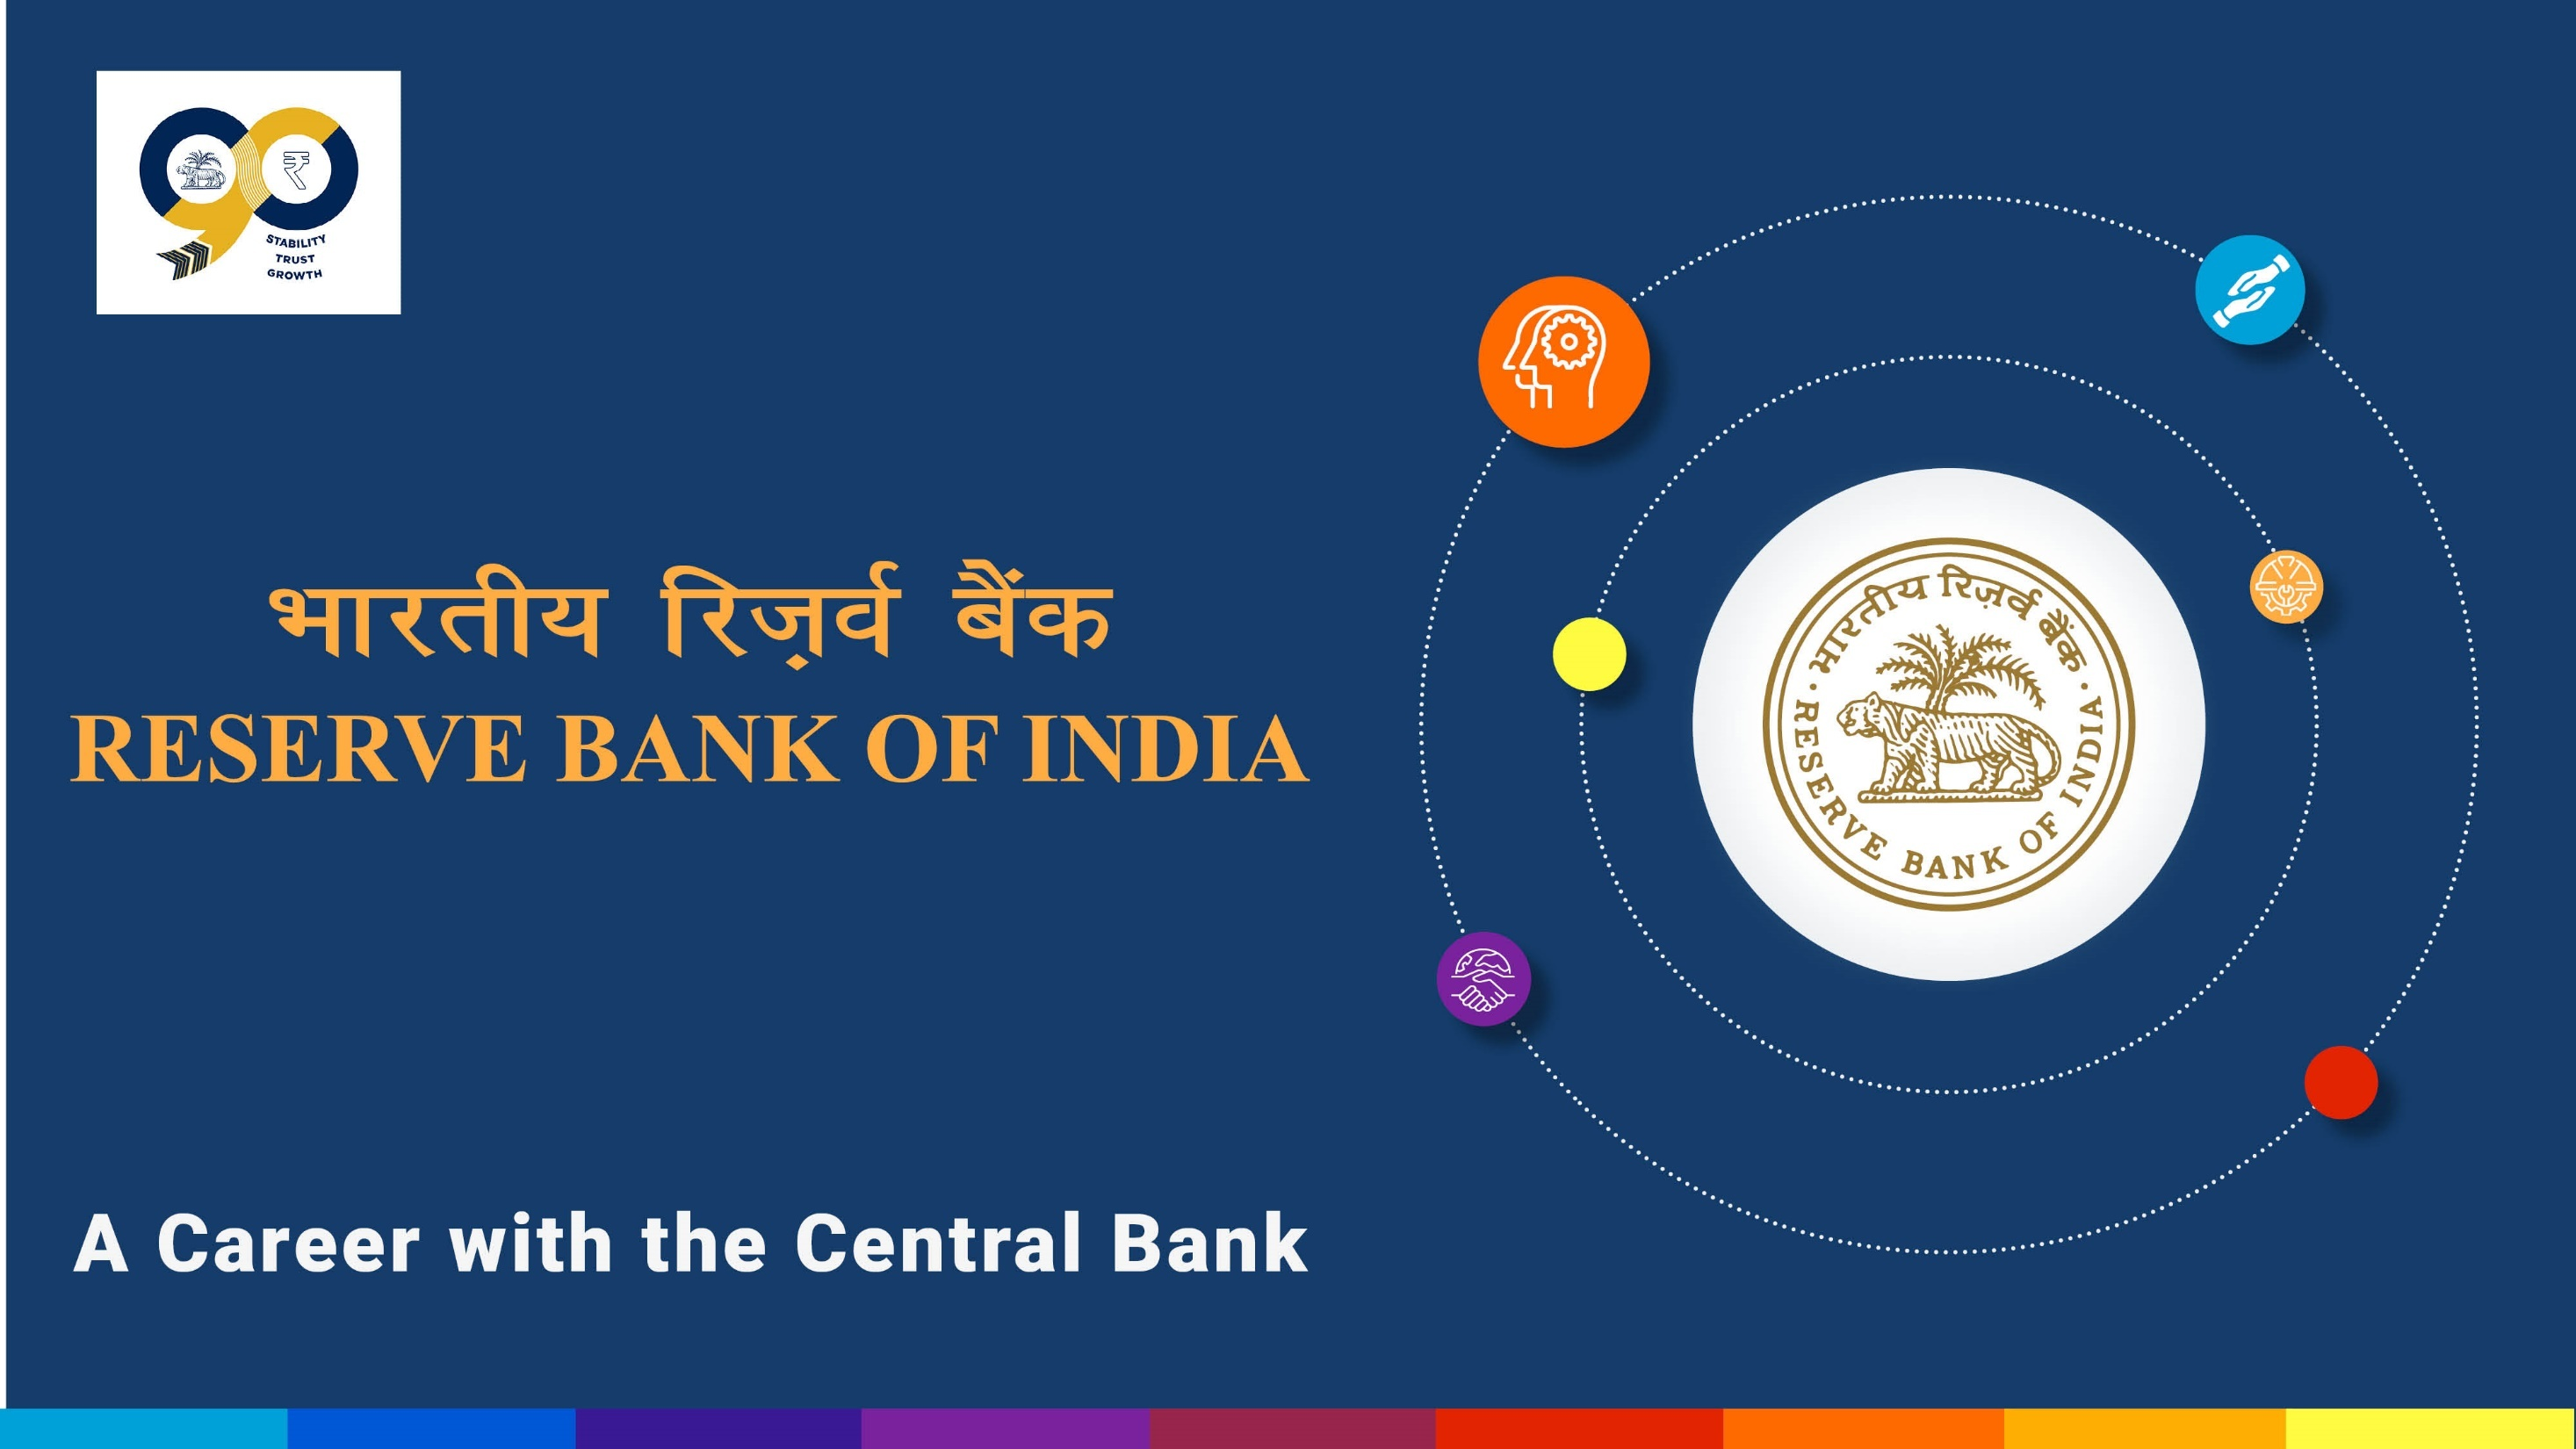 STABILITY
TRUST
GROWTH
भारतीय रिज़र्व बैंक
RESERVE BANK OF INDIA
A Career with the Central Bank
भारतीय रिज़र्व बैंक
RESERVE BANK OF INDIA